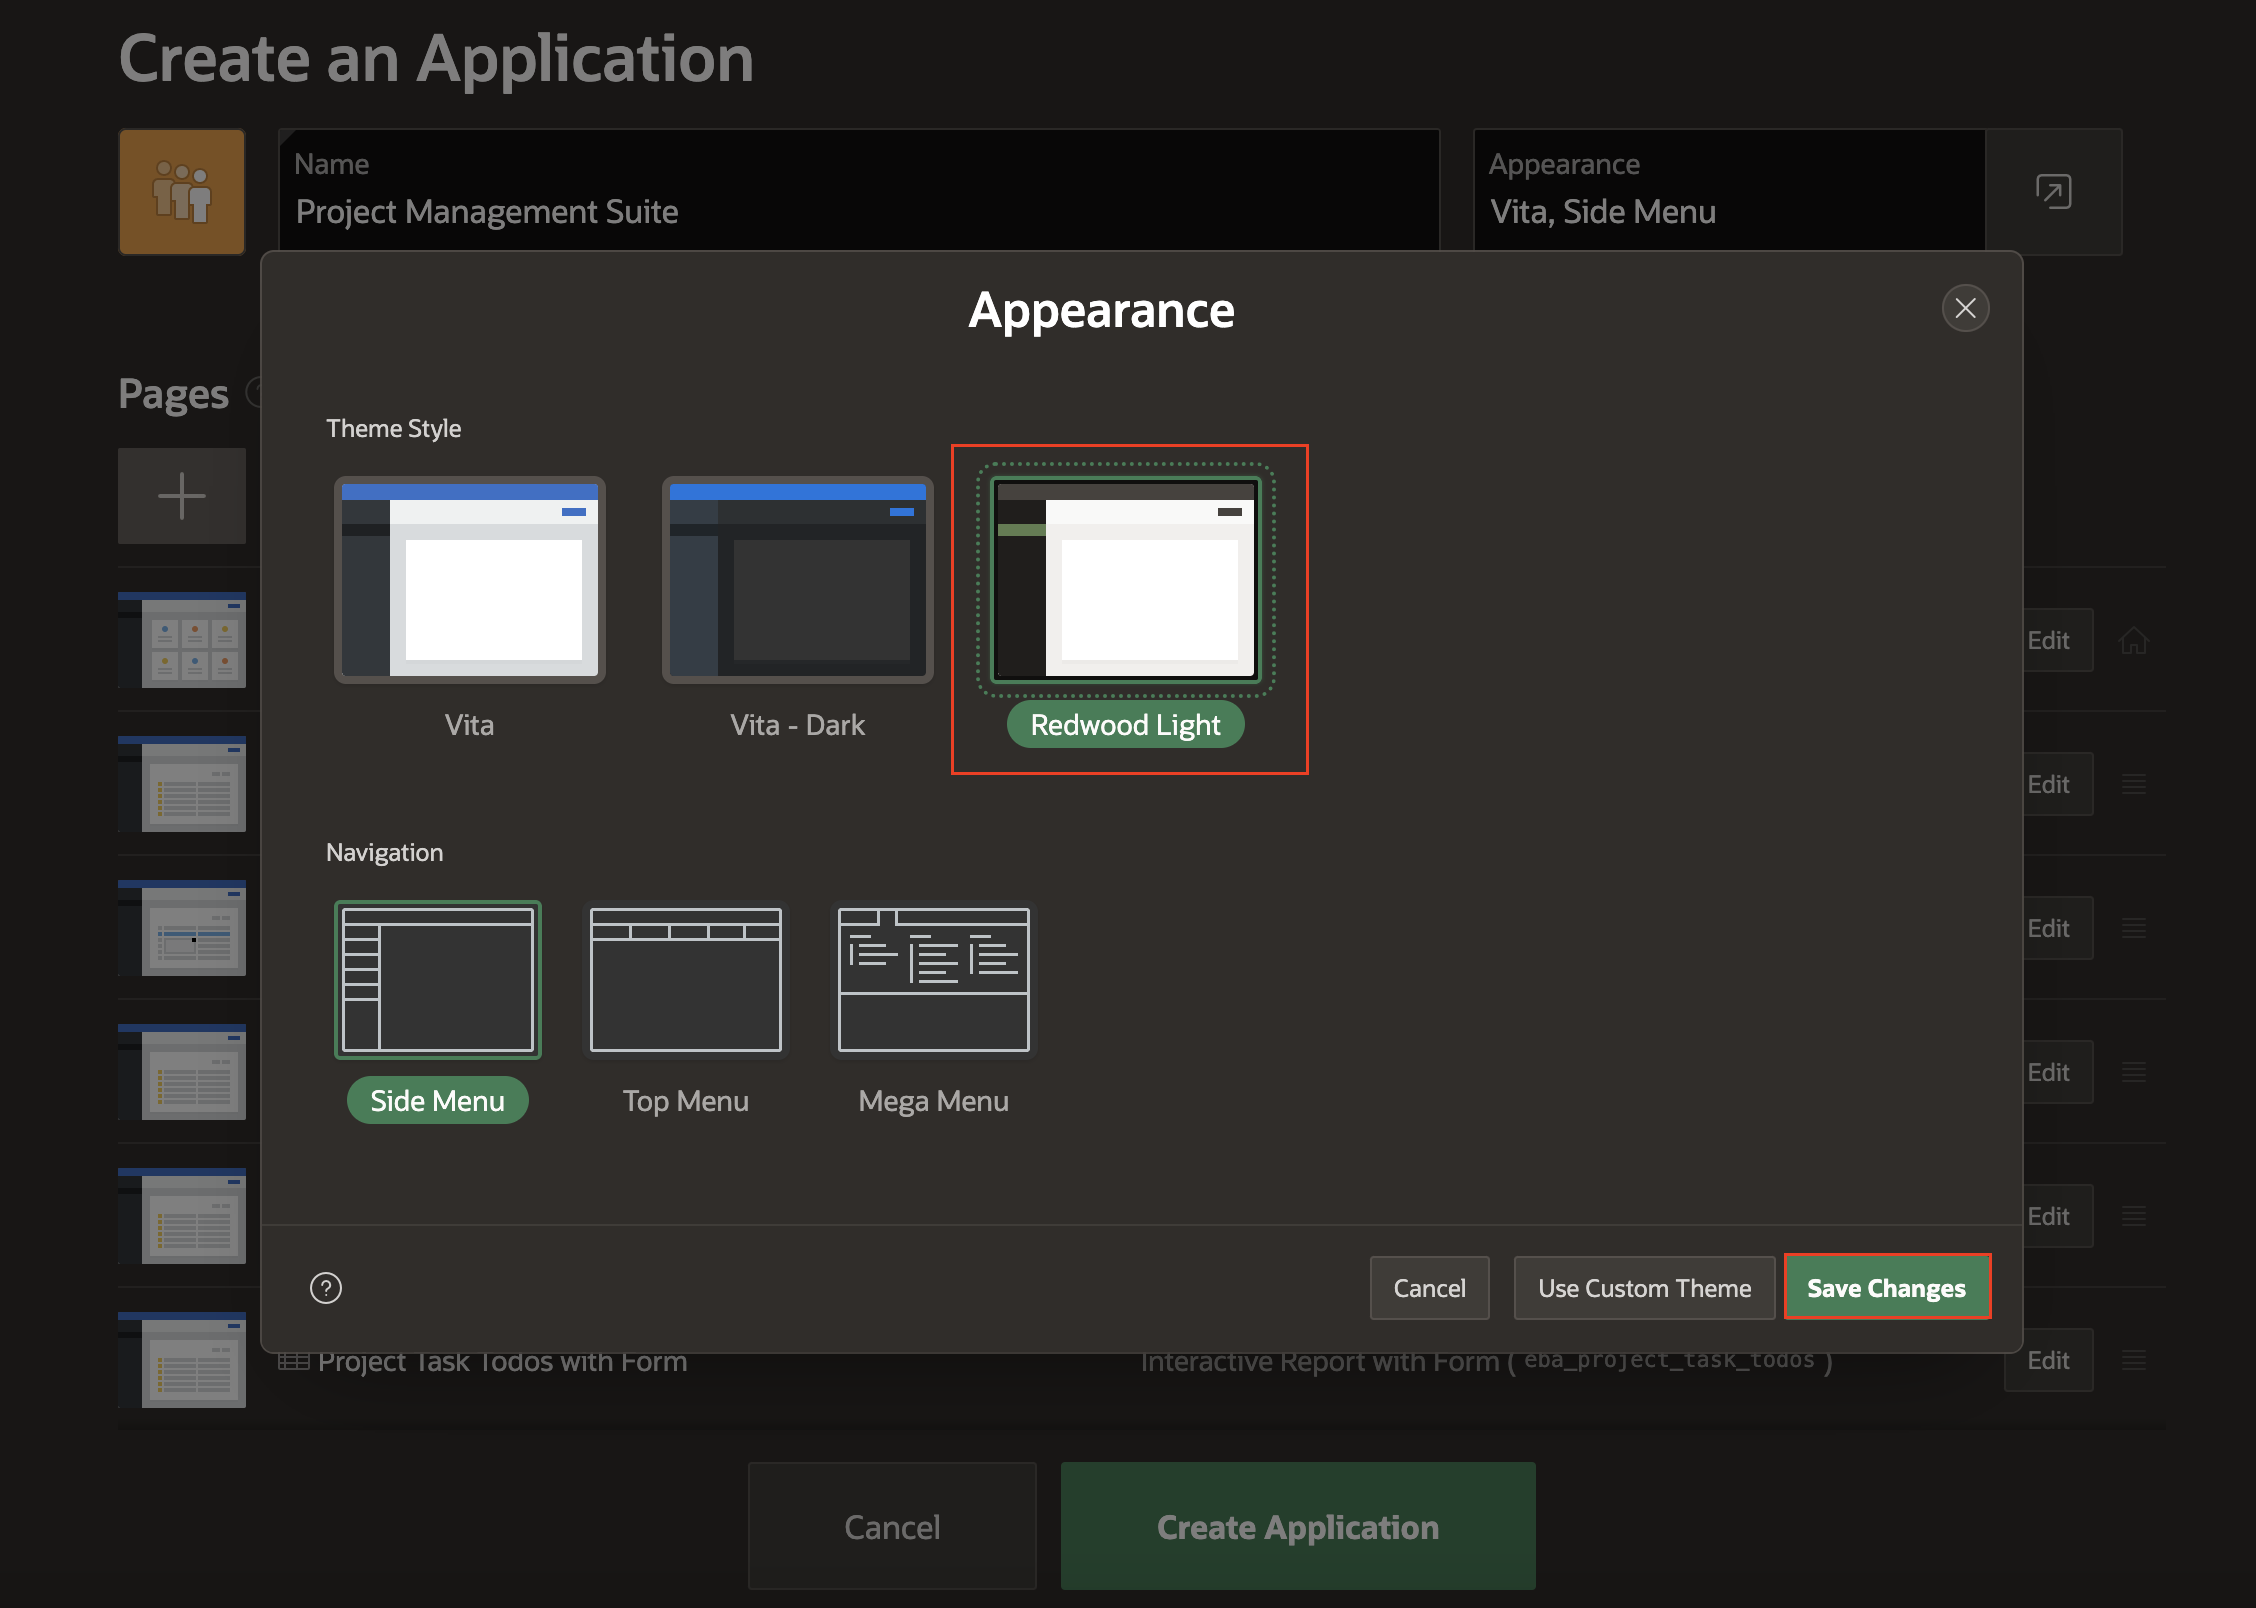 Create an Application
Name
Project Management Suite
Appearance
Vita, Side Menu
Appearance
Pages
Theme Style
Vita
Vita - Dark
Redwood Light
Edit
Edit
Navigation
Edit
Side Menu
Top Menu
Mega Menu
Edit
Edit
?
Cancel
Use Custom Theme
Save Changes
Project Task Todos with Form
Interactive Report with Form ( eba_project_task_todos )
Edit
Cancel
Create Application